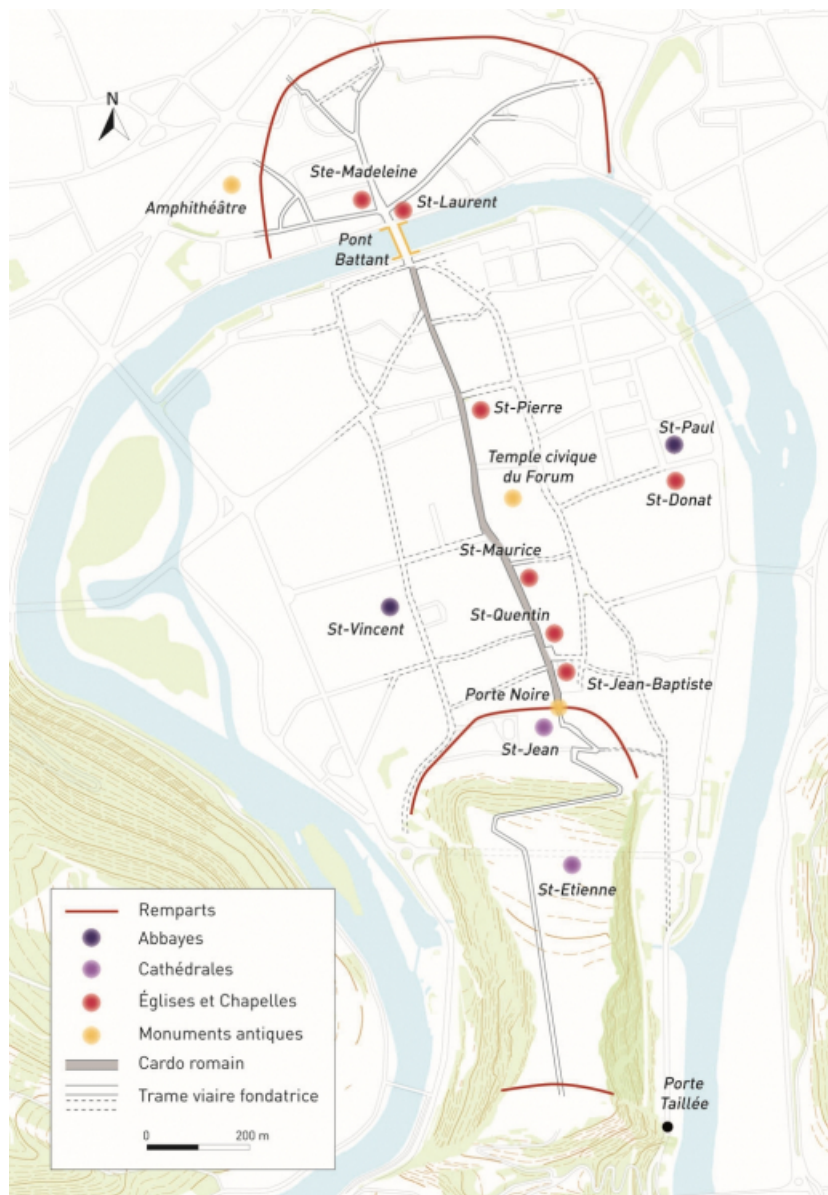 N
Ste-Madeleine
St-Laurent
Amphithéâtre
Pont
Battant
St-Pierre
St-Paul
Temple civique
du Forum
St-Donat
St-Maurice
St-Quentin
St-Vincent
St-Jean-Baptiste
Porte Noire
St-Jean
St-Etienne
Remparts
Abbayes
Cathédrales
Églises et Chapelles
Monuments antiques
Cardo romain
Trame viaire fondatrice
0 200 m
Porte
Taillée